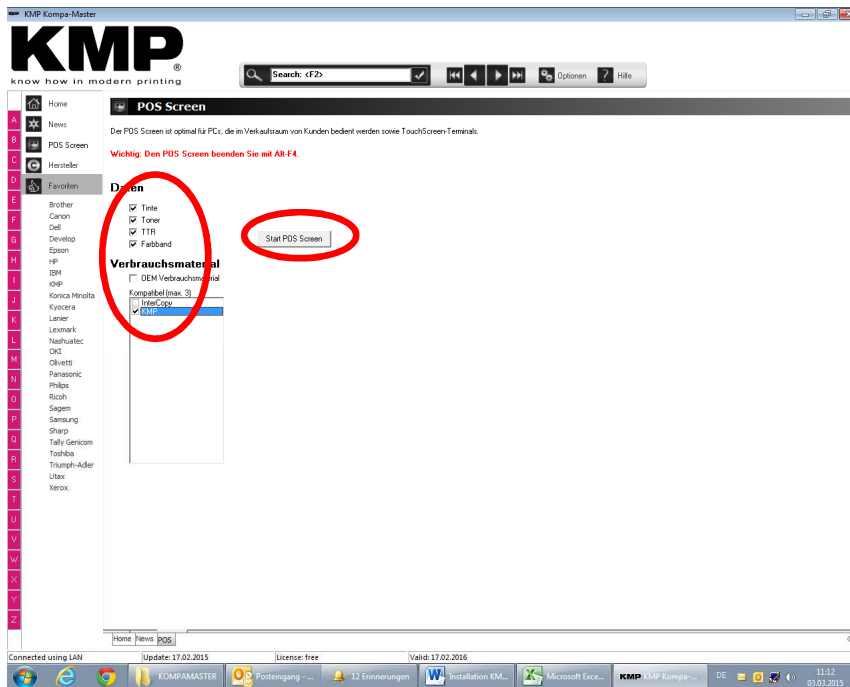 KMP Kompa-Master
KMP®
know how in modern printing
Search: <F2>
Optionen
? Hilfe
Home
News
POS Screen
Hersteller
Favoriten
A
B
C
D
E
F
G
H
I
J
K
L
M
N
O
P
Q
R
S
T
U
V
W
X
Y
Z
Brother
Canon
Dell
Develop
Epson
HP
IBM
KMP
Konica Minolta
Kyocera
Lanier
Lexmark
Nashuatec
OKI
Olivetti
Panasonic
Philips
Ricoh
Sagem
Samsung
Sharp
Tally Genicom
Toshiba
Triumph-Adler
Utax
Xerox
POS Screen
Der POS Screen ist optimal für PCs, die im Verkaufsraum von Kunden bedient werden sowie TouchScreen-Terminals.
Wichtig: Den POS Screen beenden Sie mit Alt-F4.
Daten
Tinte
Toner
TTR
Farbband
Start POS Screen
Verbrauchsmaterial
OEM Verbrauchsmaterial
Kompatibel (max. 3)
InterCopy
KMP
Home News POS
Connected using LAN Update: 17.02.2015 License: free Valid: 17.02.2016
KOMPAMASTER Posteingang - ... 12 Erinnerungen Installation KM... Microsoft Exce... KMP KMP Kompa-... DE 11:12
03.03.2015